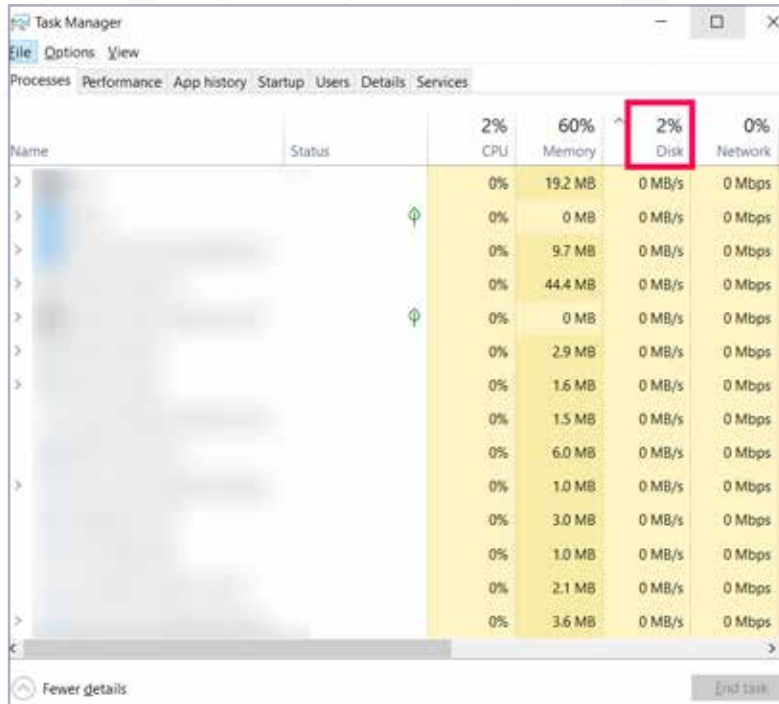 Task Manager
File Options View
Processes Performance App history Startup Users Details Services
2% 60% 2% 0%
Name Status CPU Memory Disk Network
0% 19.2 MB 0 MB/s 0 Mbps
0% 0 MB 0 MB/s 0 Mbps
0% 9.7 MB 0 MB/s 0 Mbps
0% 44.4 MB 0 MB/s 0 Mbps
0% 0 MB 0 MB/s 0 Mbps
0% 2.9 MB 0 MB/s 0 Mbps
0% 1.6 MB 0 MB/s 0 Mbps
0% 1.5 MB 0 MB/s 0 Mbps
0% 6.0 MB 0 MB/s 0 Mbps
0% 1.0 MB 0 MB/s 0 Mbps
0% 3.0 MB 0 MB/s 0 Mbps
0% 1.0 MB 0 MB/s 0 Mbps
0% 2.1 MB 0 MB/s 0 Mbps
0% 3.6 MB 0 MB/s 0 Mbps
Fewer details End task